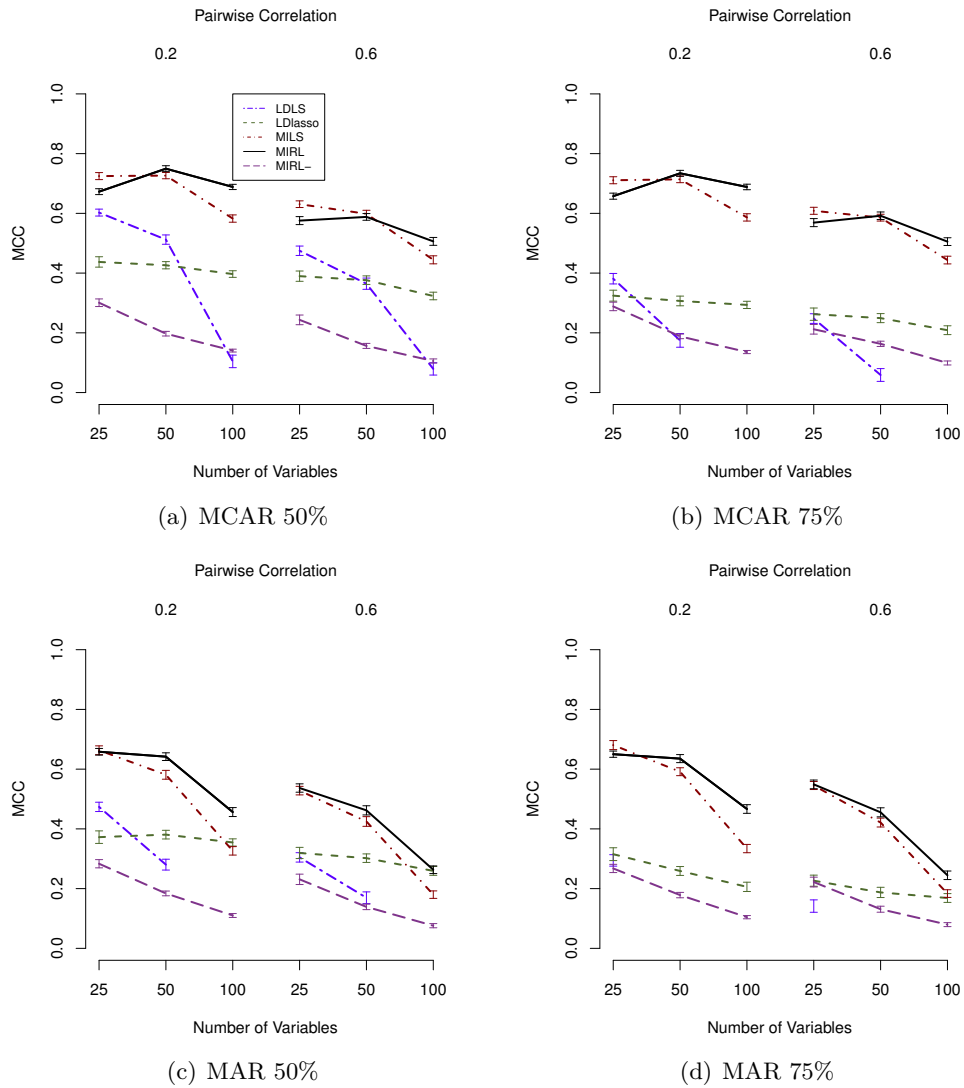 Pairwise Correlation
0.2 0.6
1.0
0.8
0.6
0.4
0.2
0.0
MCC
LDLS
LDlasso
MILS
MIRL
MIRL−
25 50 100 25 50 100
Number of Variables
(a) MCAR 50%
Pairwise Correlation
0.2 0.6
1.0
0.8
0.6
0.4
0.2
0.0
MCC
25 50 100 25 50 100
Number of Variables
(b) MCAR 75%
Pairwise Correlation
0.2 0.6
1.0
0.8
0.6
0.4
0.2
0.0
MCC
25 50 100 25 50 100
Number of Variables
(c) MAR 50%
Pairwise Correlation
0.2 0.6
1.0
0.8
0.6
0.4
0.2
0.0
MCC
25 50 100 25 50 100
Number of Variables
(d) MAR 75%